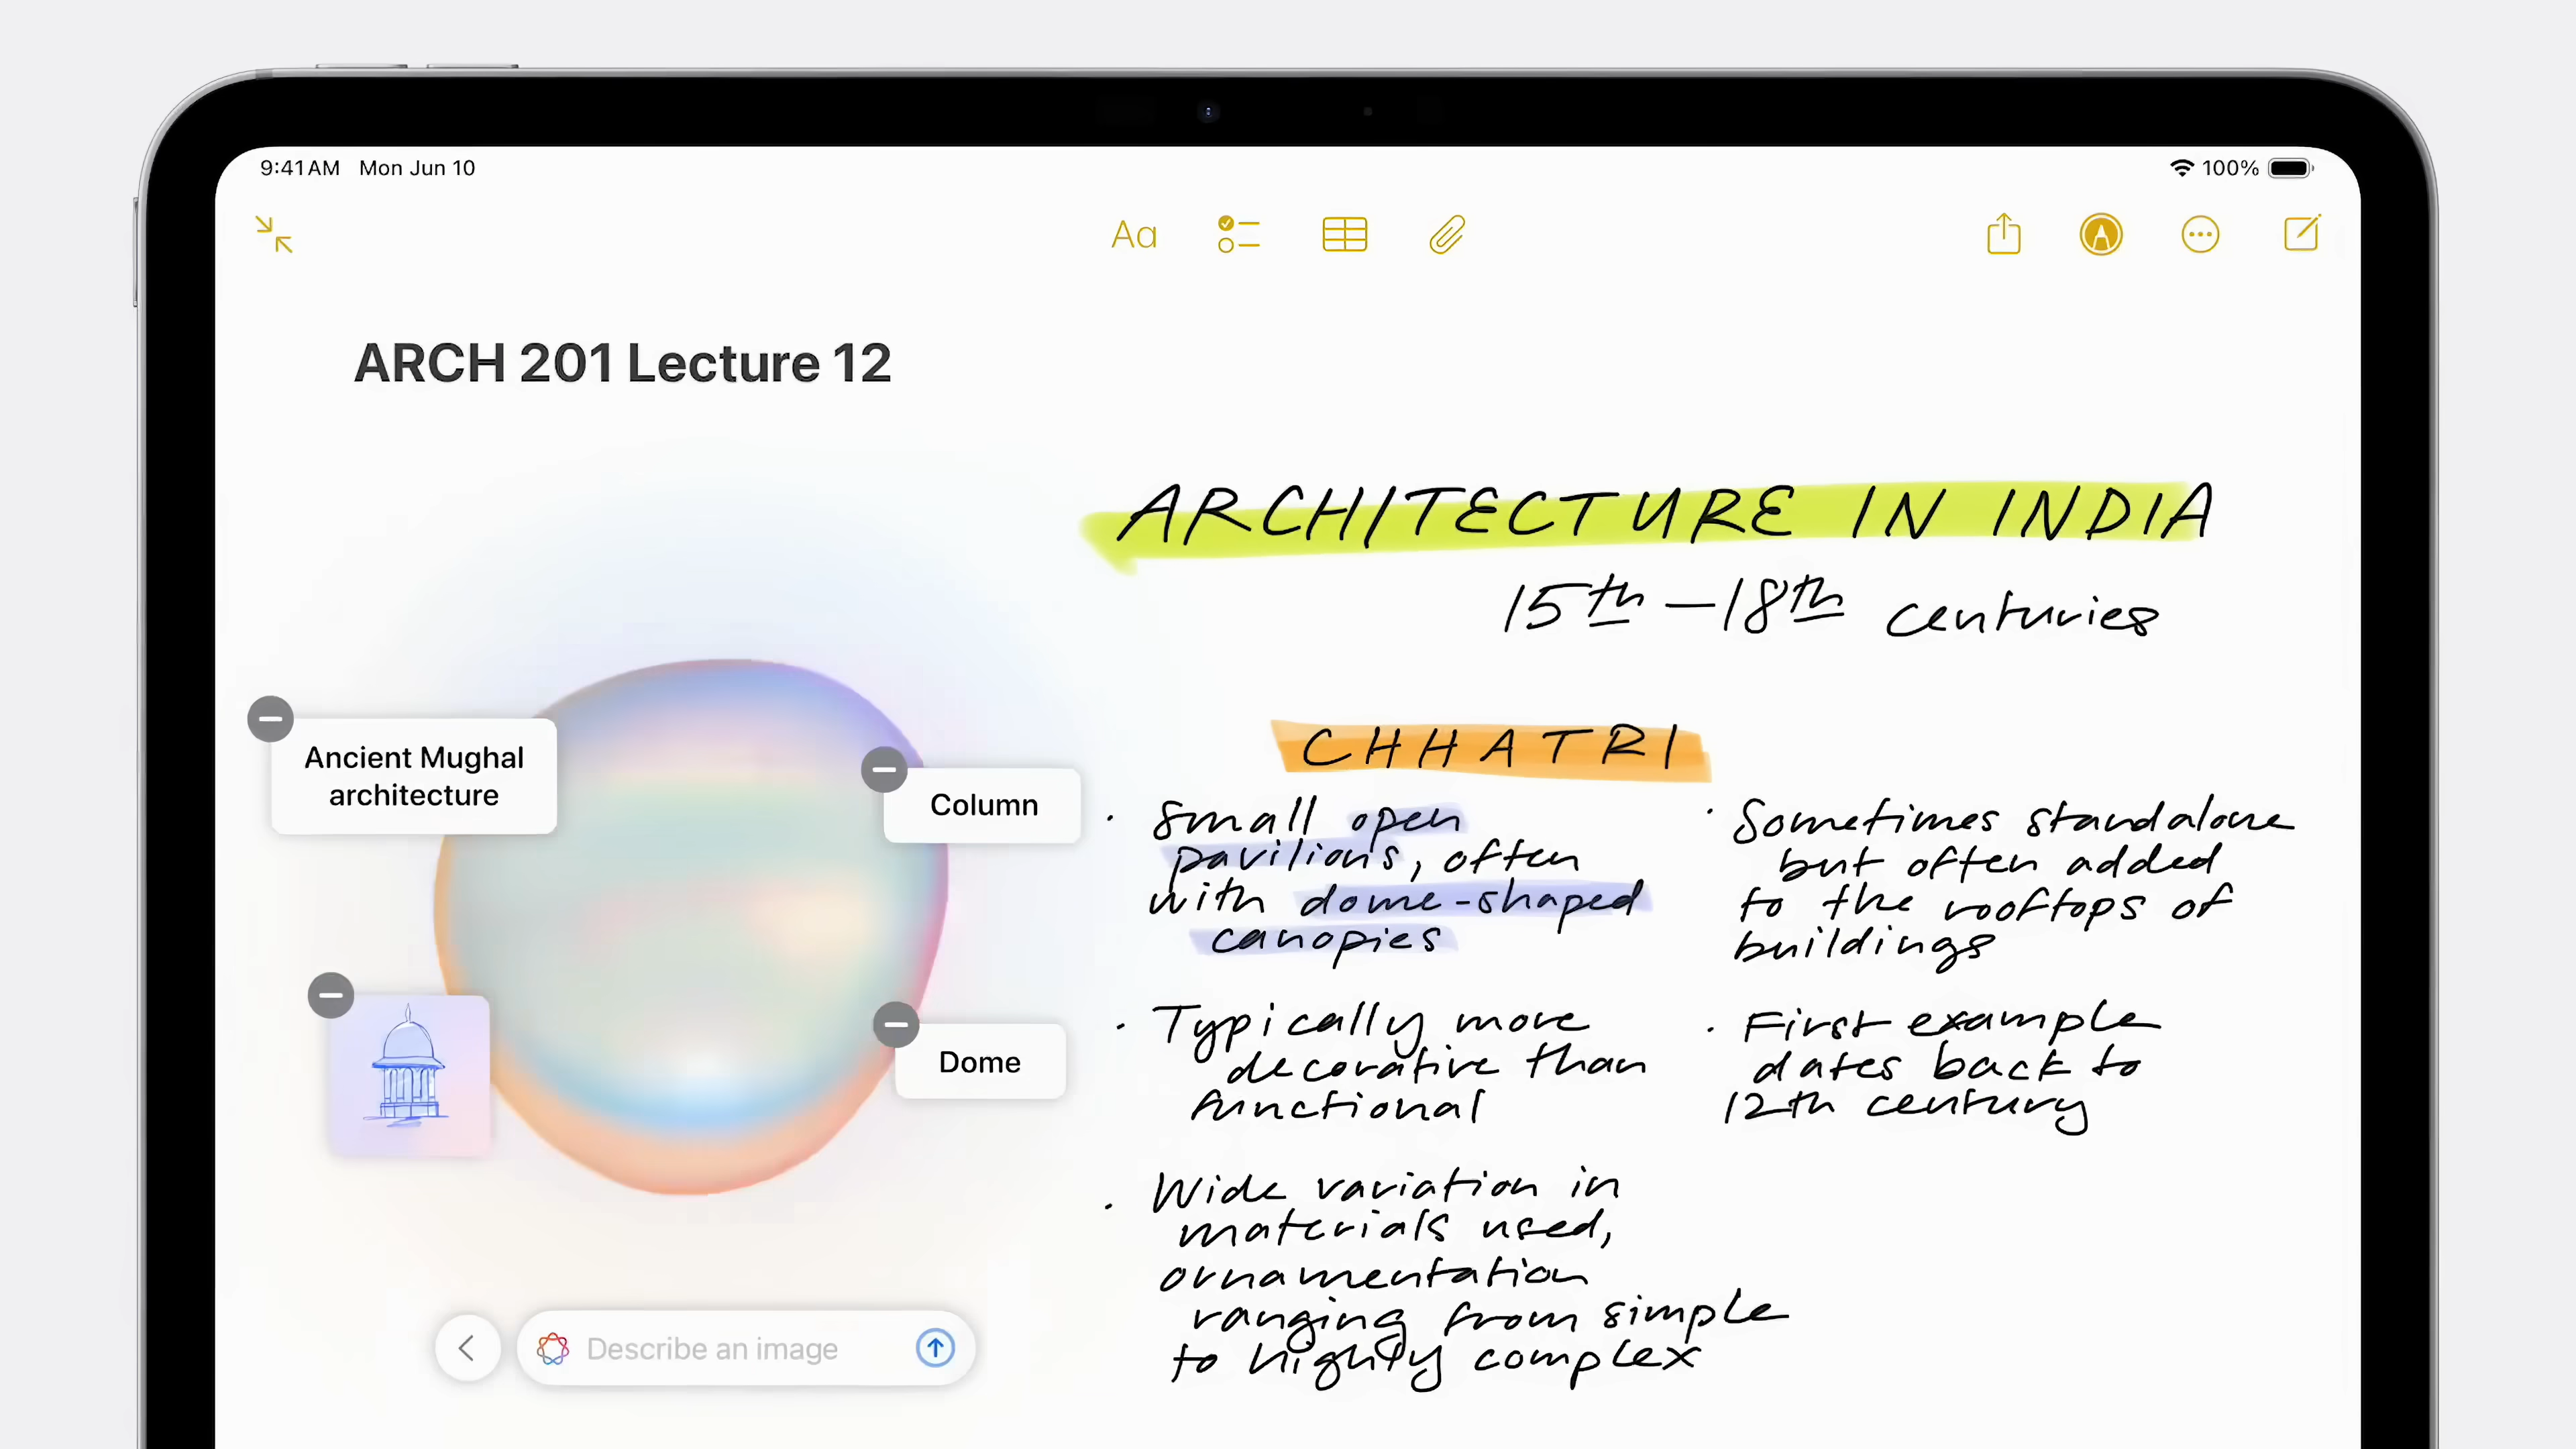 9:41 AM Mon Jun 10
100%
Aa
ARCH 201 Lecture 12
ARCHITECTURE IN INDIA
15th – 18th centuries
Ancient Mughal
architecture
Column
Dome
Describe an image
CHHATRI
• Small open
pavilions, often
with dome-shaped
canopies
• Typically more
decorative than
functional
• Wide variation in
materials used,
ornamentation
ranging from simple
to highly complex
• Sometimes standalone
but often added
to the rooftops of
buildings
• First example
dates back to
12th century